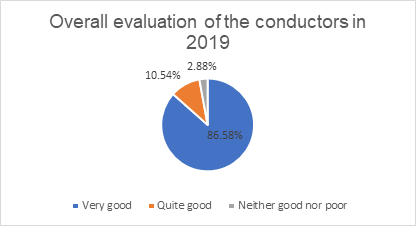 Overall evaluation of the conductors in
2019
2.88%
10.54%
86.58%
Very good Quite good Neither good nor poor